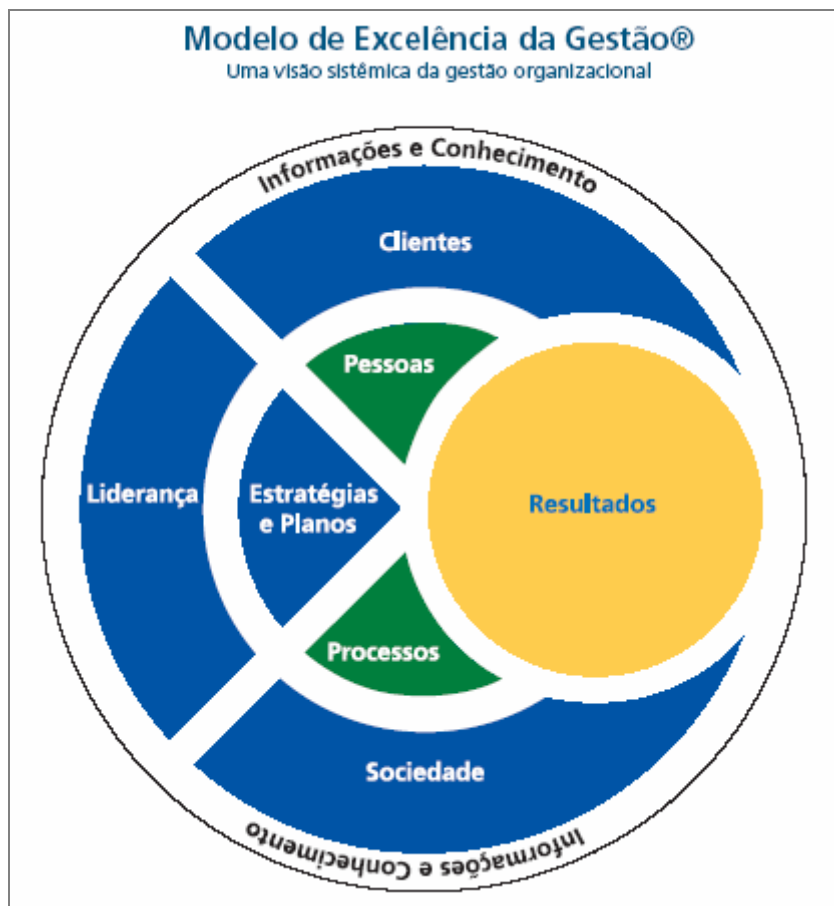 Modelo de Excelência da Gestão®
Uma visão sistêmica da gestão organizacional
Informações e Conhecimento
Clientes
Pessoas
Liderança
Estratégias
e Planos
Resultados
Processos
Sociedade
Informações e Conhecimento